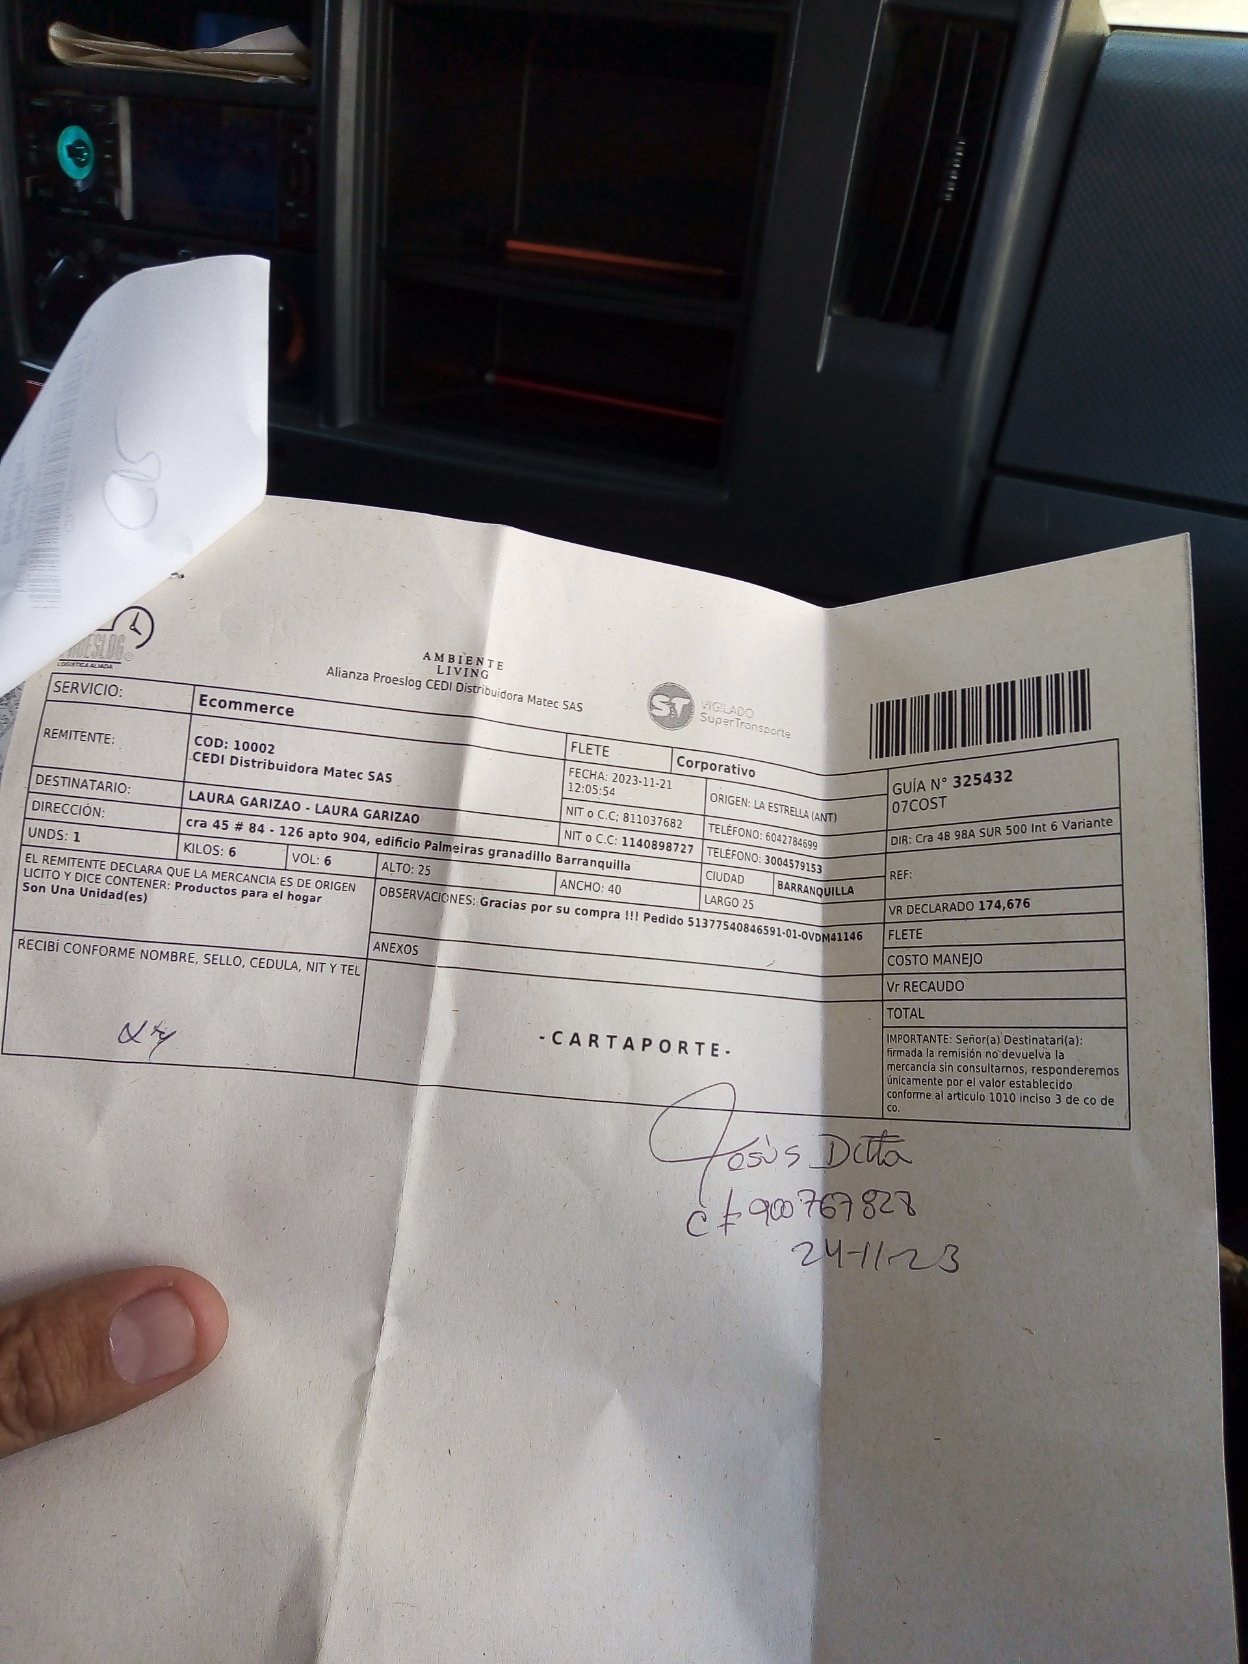 PROESLOG
LOGÍSTICA ALIADA
AMBIENTE
LIVING
Alianza Proeslog CEDI Distribuidora Matec SAS
S&T
VIGILADO
SuperTransporte
SERVICIO:
Ecommerce
FLETE
Corporativo
GUÍA N° 325432
07COST
REMITENTE:
COD: 10002
CEDI Distribuidora Matec SAS
FECHA: 2023-11-21
12:05:54
ORIGEN: LA ESTRELLA (ANT)
NIT o C.C; 811037682
TELÉFONO: 6042784699
DIR: Cra 48 98A SUR 500 Int 6 Variante
DESTINATARIO:
LAURA GARIZAO - LAURA GARIZAO
NIT o C.C: 1140898727
TELÉFONO: 3004579153
REF:
DIRECCIÓN:
cra 45 # 84 - 126 apto 904, edificio Palmeiras granadillo Barranquilla
CIUDAD
BARRANQUILLA
UNDS: 1
KILOS: 6
VOL: 6
ALTO: 25
ANCHO: 40
LARGO 25
VR DECLARADO 174,676
EL REMITENTE DECLARA QUE LA MERCANCIA ES DE ORIGEN
LICITO Y DICE CONTENER: Productos para el hogar
Son Una Unidad(es)
OBSERVACIONES: Gracias por su compra !!! Pedido 51377540846591-01-OVDM41146
FLETE
COSTO MANEJO
ANEXOS
Vr RECAUDO
RECIBÍ CONFORME NOMBRE, SELLO, CEDULA, NIT Y TEL
TOTAL
-CARTAPORTE-
IMPORTANTE: Señor(a) Destinatari(a):
firmada la remisión no devuelva la
mercancía sin consultarnos, responderemos
únicamente por el valor establecido
conforme al articulo 1010 inciso 3 de co de
co.
Jesús Ditta
900767828
24-11-23